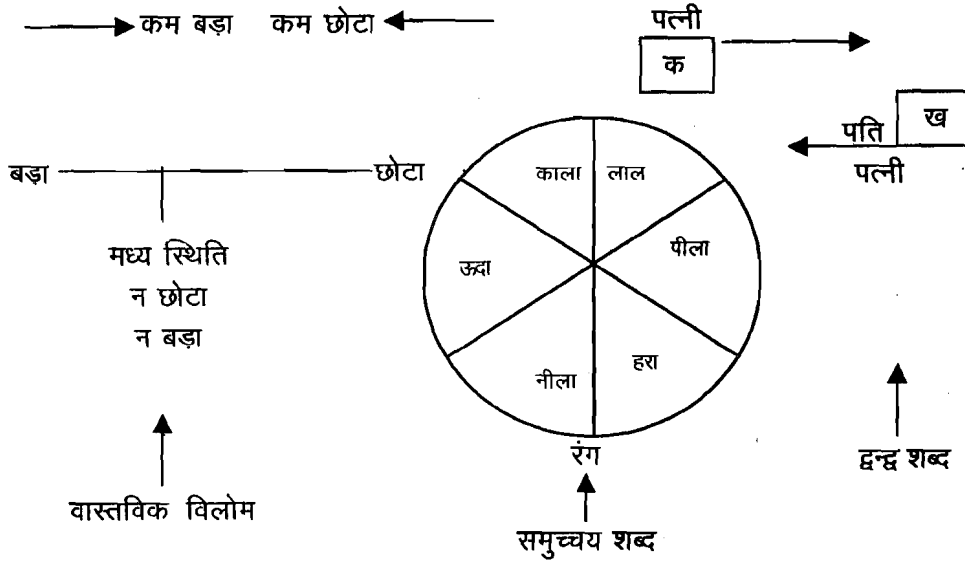 कम बड़ा कम छोटा
बड़ा
छोटा
मध्य स्थिति
न छोटा
न बड़ा
वास्तविक विलोम
काला
लाल
पीला
हरा
नीला
ऊदा
रंग
समुच्चय शब्द
पत्नी
क
ख
पति
पत्नी
द्वन्द्व शब्द